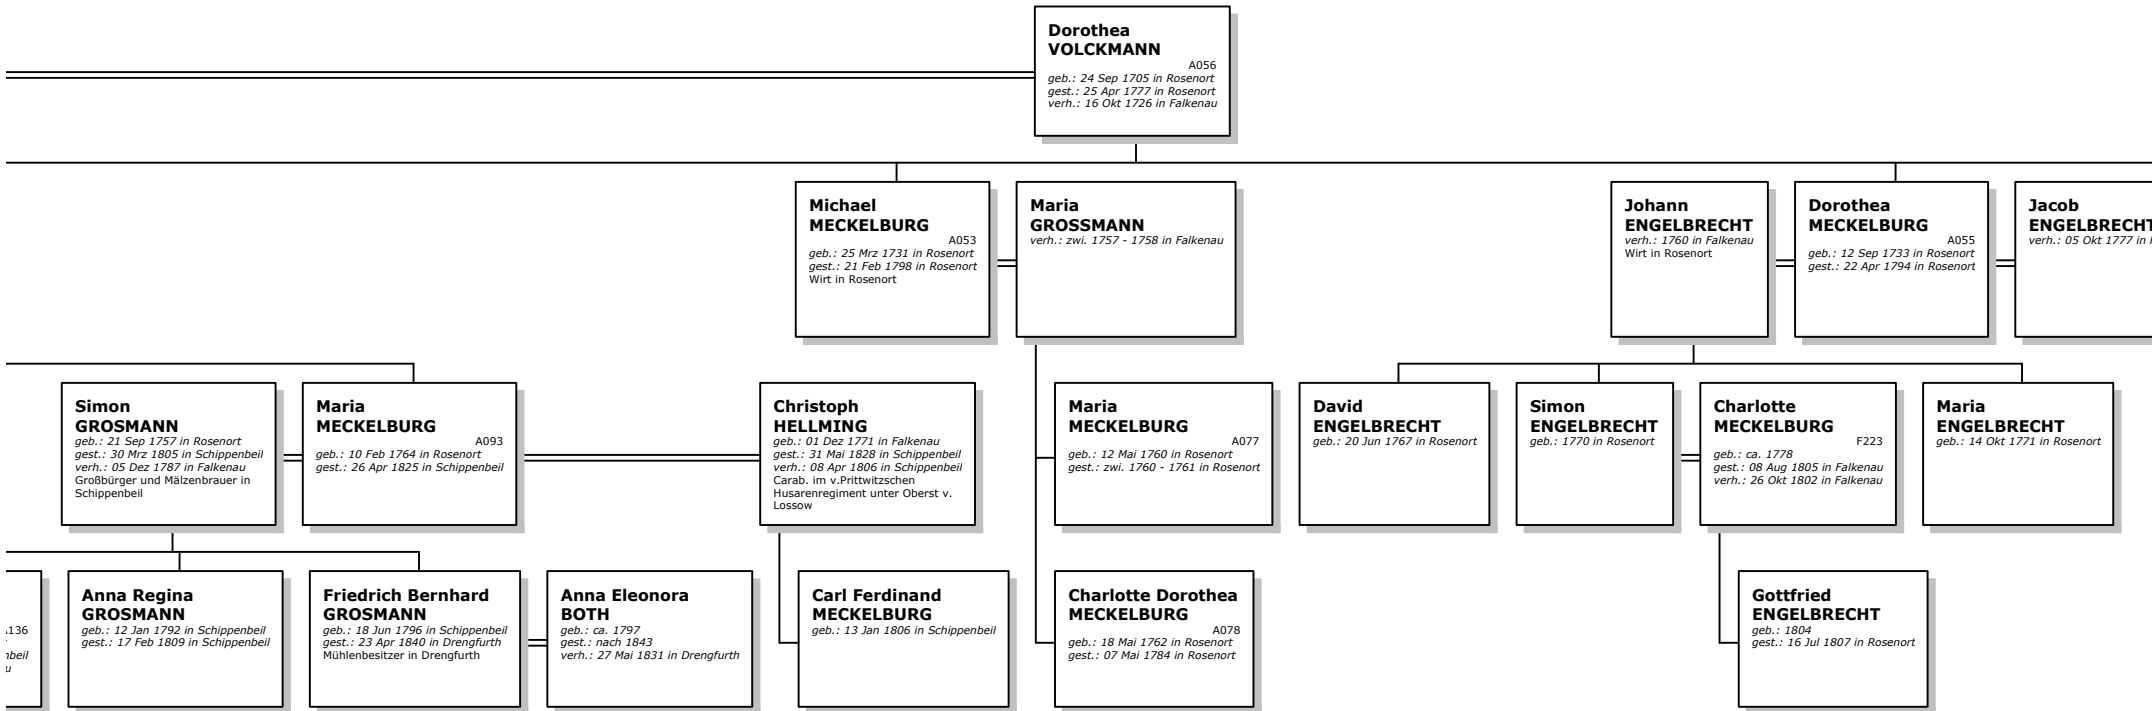 Dorothea
VOLCKMANN
A056
geb.: 24 Sep 1705 in Rosenort
gest.: 25 Apr 1777 in Rosenort
verh.: 16 Okt 1726 in Falkenau
Michael
MECKELBURG
A053
geb.: 25 Mrz 1731 in Rosenort
gest.: 21 Feb 1798 in Rosenort
Wirt in Rosenort
Maria
GROSSMANN
verh.: zwi. 1757 - 1758 in Falkenau
Johann
ENGELBRECHT
verh.: 1760 in Falkenau
Wirt in Rosenort
Dorothea
MECKELBURG
A055
geb.: 12 Sep 1733 in Rosenort
gest.: 22 Apr 1794 in Rosenort
Jacob
ENGELBRECHT
verh.: 05 Okt 1777 in
Simon
GROSMANN
geb.: 21 Sep 1757 in Rosenort
gest.: 30 Mrz 1805 in Schippenbeil
verh.: 05 Dez 1787 in Falkenau
Großbürger und Mälzenbrauer in
Schippenbeil
Maria
MECKELBURG
A093
geb.: 10 Feb 1764 in Rosenort
gest.: 26 Apr 1825 in Schippenbeil
Christoph
HELLMING
geb.: 01 Dez 1771 in Falkenau
gest.: 31 Mai 1828 in Schippenbeil
verh.: 08 Apr 1806 in Schippenbeil
Carab. im v.Prittwitzschen
Husarenregiment unter Oberst v.
Lossow
Maria
MECKELBURG
A077
geb.: 12 Mai 1760 in Rosenort
gest.: zwi. 1760 - 1761 in Rosenort
David
ENGELBRECHT
geb.: 20 Jun 1767 in Rosenort
Simon
ENGELBRECHT
geb.: 1770 in Rosenort
Charlotte
MECKELBURG
F223
geb.: ca. 1778
gest.: 08 Aug 1805 in Falkenau
verh.: 26 Okt 1802 in Falkenau
Maria
ENGELBRECHT
geb.: 14 Okt 1771 in Rosenort
A136
nbeil
u
Anna Regina
GROSMANN
geb.: 12 Jan 1792 in Schippenbeil
gest.: 17 Feb 1809 in Schippenbeil
Friedrich Bernhard
GROSMANN
geb.: 18 Jun 1796 in Schippenbeil
gest.: 23 Apr 1840 in Drengfurth
Mühlenbesitzer in Drengfurth
Anna Eleonora
BOTH
geb.: ca. 1797
gest.: nach 1843
verh.: 27 Mai 1831 in Drengfurth
Carl Ferdinand
MECKELBURG
geb.: 13 Jan 1806 in Schippenbeil
Charlotte Dorothea
MECKELBURG
A078
geb.: 18 Mai 1762 in Rosenort
gest.: 07 Mai 1784 in Rosenort
Gottfried
ENGELBRECHT
geb.: 1804
gest.: 16 Jul 1807 in Rosenort